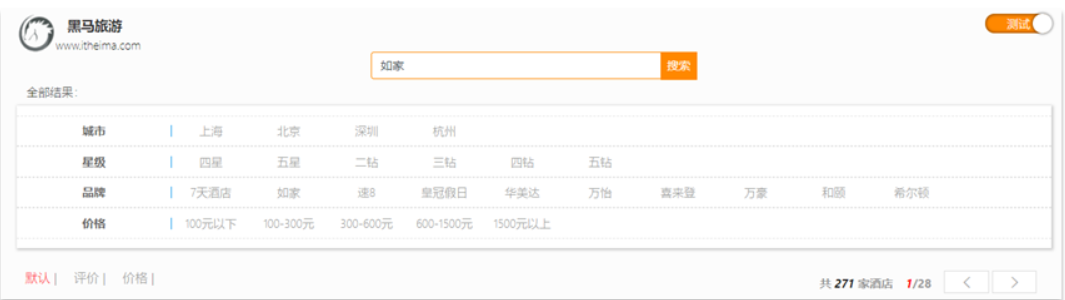 黑马旅游
www.itheima.com
测试
如家 搜索
全部结果:
城市 | 上海 北京 深圳 杭州
星级 | 四星 五星 二钻 三钻 四钻 五钻
品牌 | 7天酒店 如家 速8 皇冠假日 华美达 万怡 喜来登 万豪 和颐 希尔顿
价格 | 100元以下 100-300元 300-600元 600-1500元 1500元以上
默认 | 评价 | 价格 |
共 271 家酒店 1/28 < >